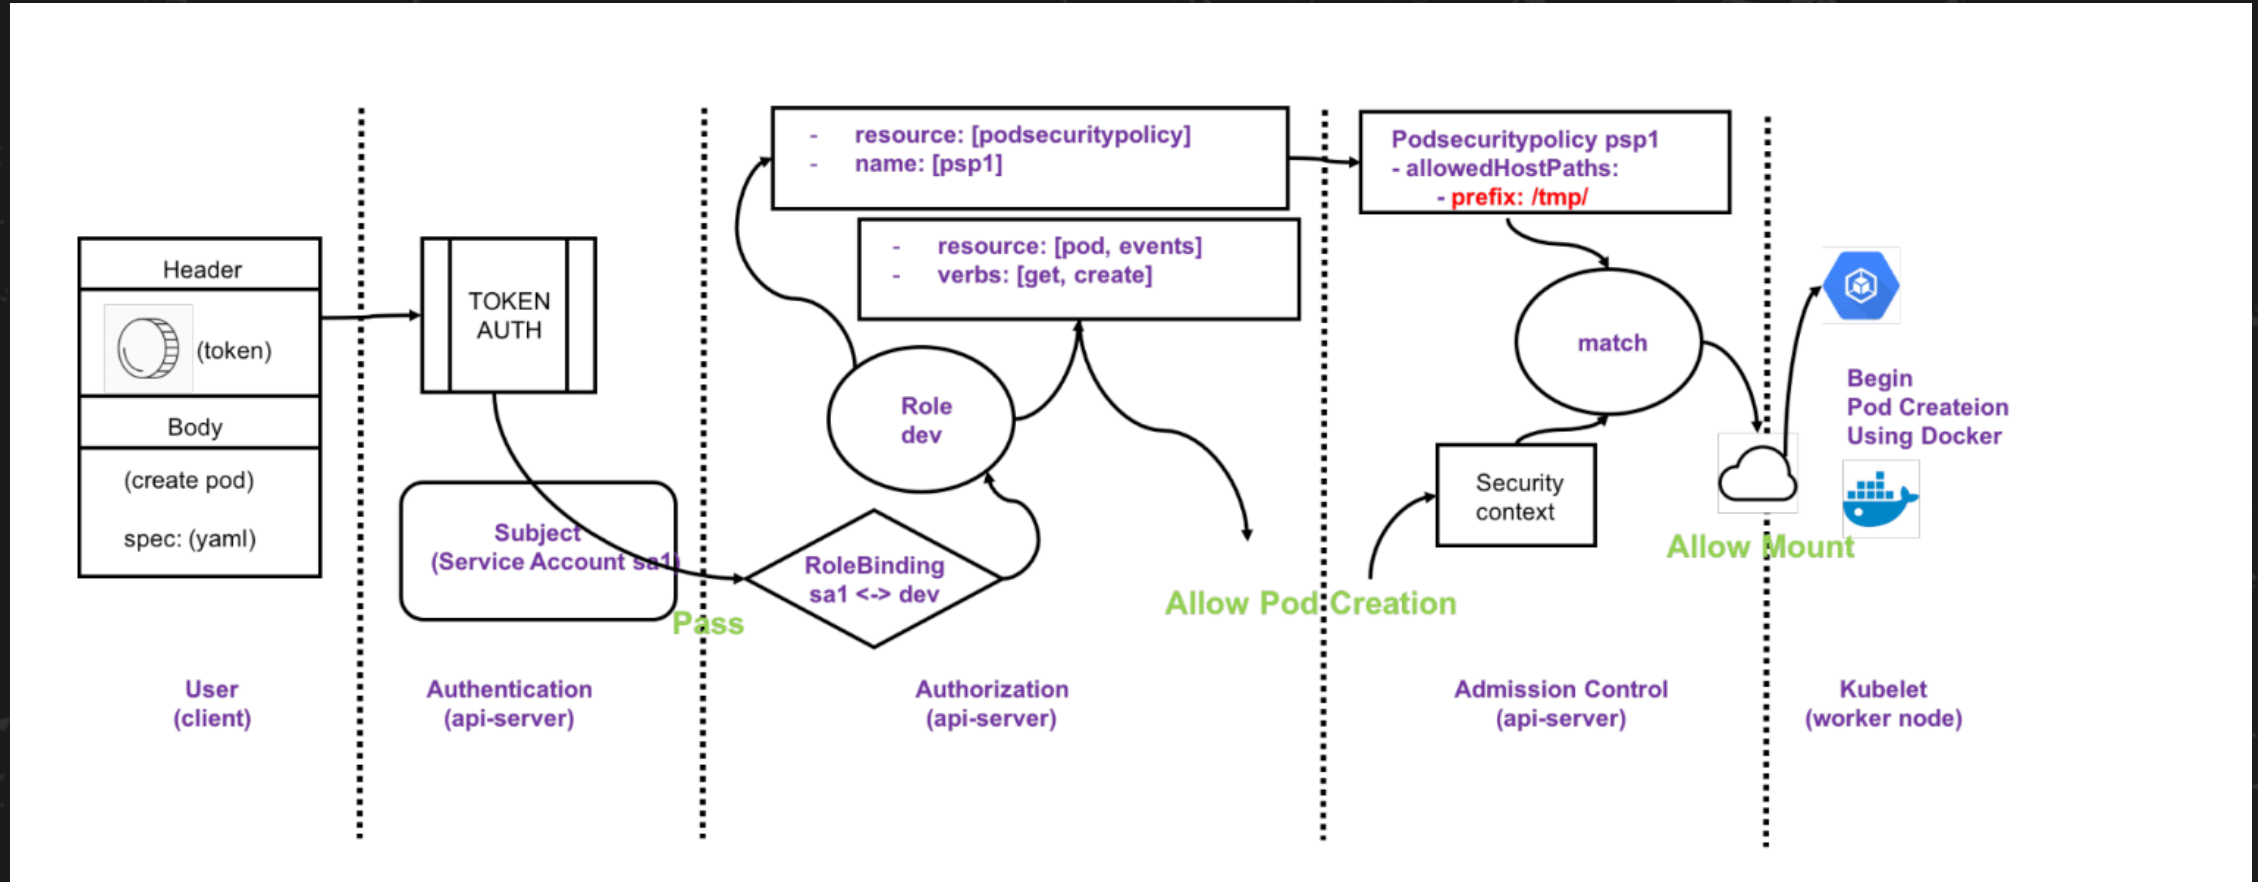 Header
(token)
Body
(create pod)
spec: (yaml)
User
(client)
TOKEN
AUTH
Subject
(Service Account sa1)
Pass
Authentication
(api-server)
- resource: [podsecuritypolicy]
- name: [psp1]
- resource: [pod, events]
- verbs: [get, create]
Role
dev
RoleBinding
sa1 <-> dev
Allow Pod Creation
Authorization
(api-server)
Podsecuritypolicy psp1
- allowedHostPaths:
- prefix: /tmp/
match
Security
context
Allow Mount
Admission Control
(api-server)
Begin
Pod Createion
Using Docker
Kubelet
(worker node)